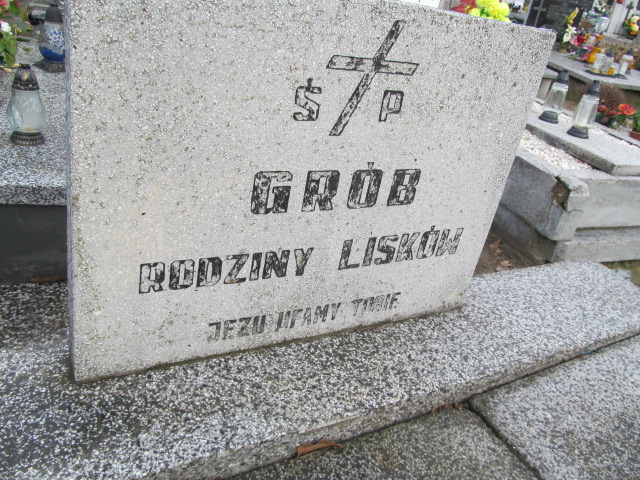 Ś P
GRÓB
RODZINY LISKÓW
JEZU UFAMY TOBIE